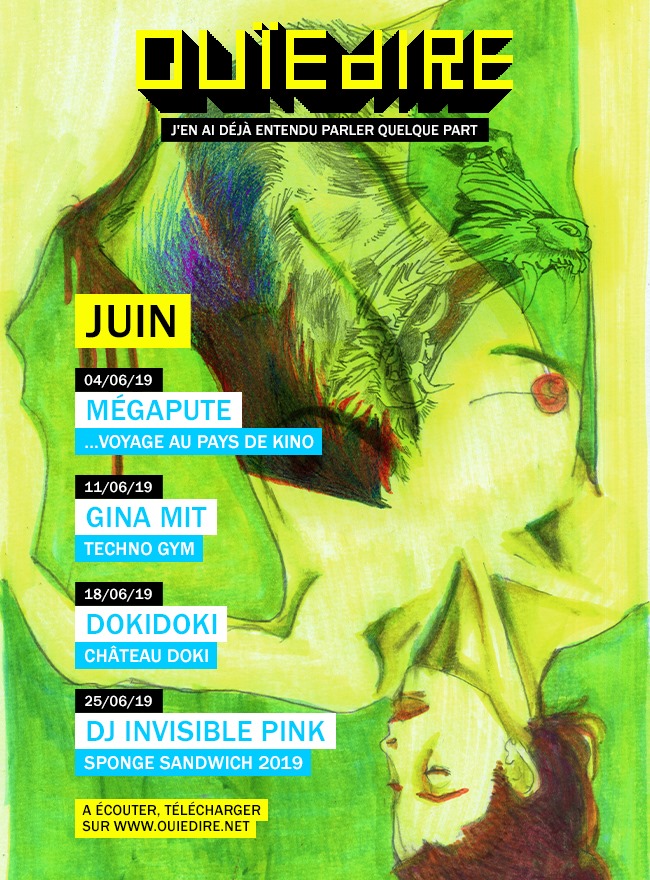 OUÏEDIRE
J'EN AI DÉJÀ ENTENDU PARLER QUELQUE PART
JUIN
04/06/19
MÉGAPUTE
...VOYAGE AU PAYS DE KINO
11/06/19
GINA MIT
TECHNO GYM
18/06/19
DOKIDOKI
CHÂTEAU DOKI
25/06/19
DJ INVISIBLE PINK
SPONGE SANDWICH 2019
A ÉCOUTER, TÉLÉCHARGER
SUR WWW.OUIEDIRE.NET